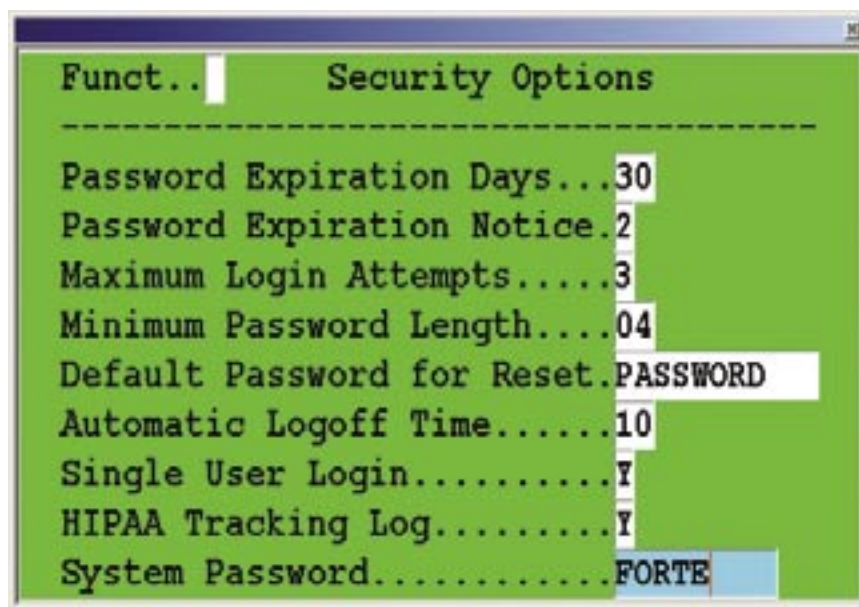 Funct.. Security Options
--------------------------------------------
Password Expiration Days...30
Password Expiration Notice.2
Maximum Login Attempts.....3
Minimum Password Length....04
Default Password for Reset.PASSWORD
Automatic Logoff Time......10
Single User Login..........Y
HIPAA Tracking Log.........Y
System Password............FORTE